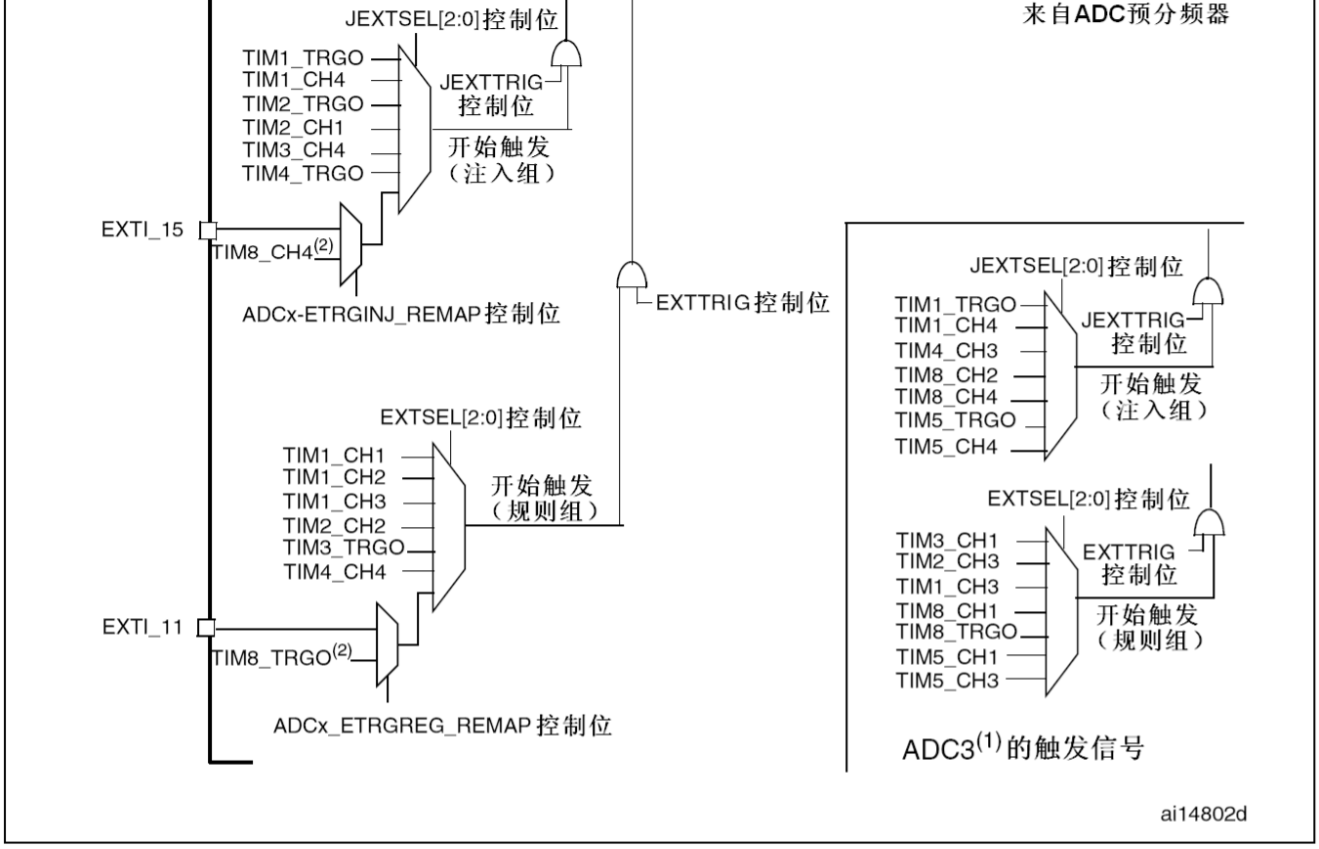 JEXTSEL[2:0]控制位
来自ADC预分频器
TIM1_TRGO
TIM1_CH4
TIM2_TRGO
TIM2_CH1
TIM3_CH4
TIM4_TRGO
JEXTTRIG
控制位
开始触发
（注入组）
EXTI_15
TIM8_CH4(2)
ADCx-ETRGINJ_REMAP控制位
EXTTRIG控制位
EXTSEL[2:0]控制位
TIM1_CH1
TIM1_CH2
TIM1_CH3
TIM2_CH2
TIM3_TRGO
TIM4_CH4
开始触发
（规则组）
EXTI_11
TIM8_TRGO(2)
ADCx_ETRGREG_REMAP控制位
JEXTSEL[2:0]控制位
TIM1_TRGO
TIM1_CH4
TIM4_CH3
TIM8_CH2
TIM8_CH4
TIM5_TRGO
TIM5_CH4
JEXTTRIG
控制位
开始触发
（注入组）
EXTSEL[2:0]控制位
TIM3_CH1
TIM2_CH3
TIM1_CH3
TIM8_CH1
TIM8_TRGO
TIM5_CH1
TIM5_CH3
EXTTRIG
控制位
开始触发
（规则组）
ADC3(1)的触发信号
ai14802d